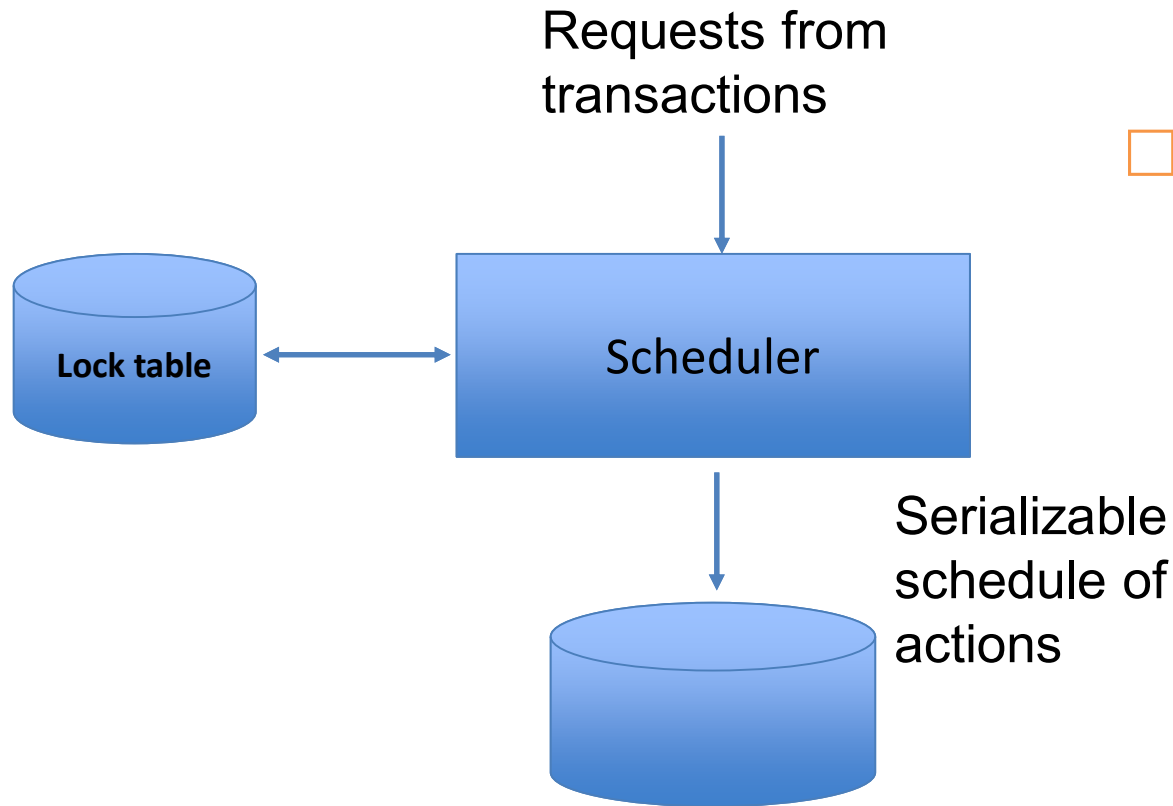 Requests from
transactions
Lock table
Scheduler
Serializable
schedule of
actions